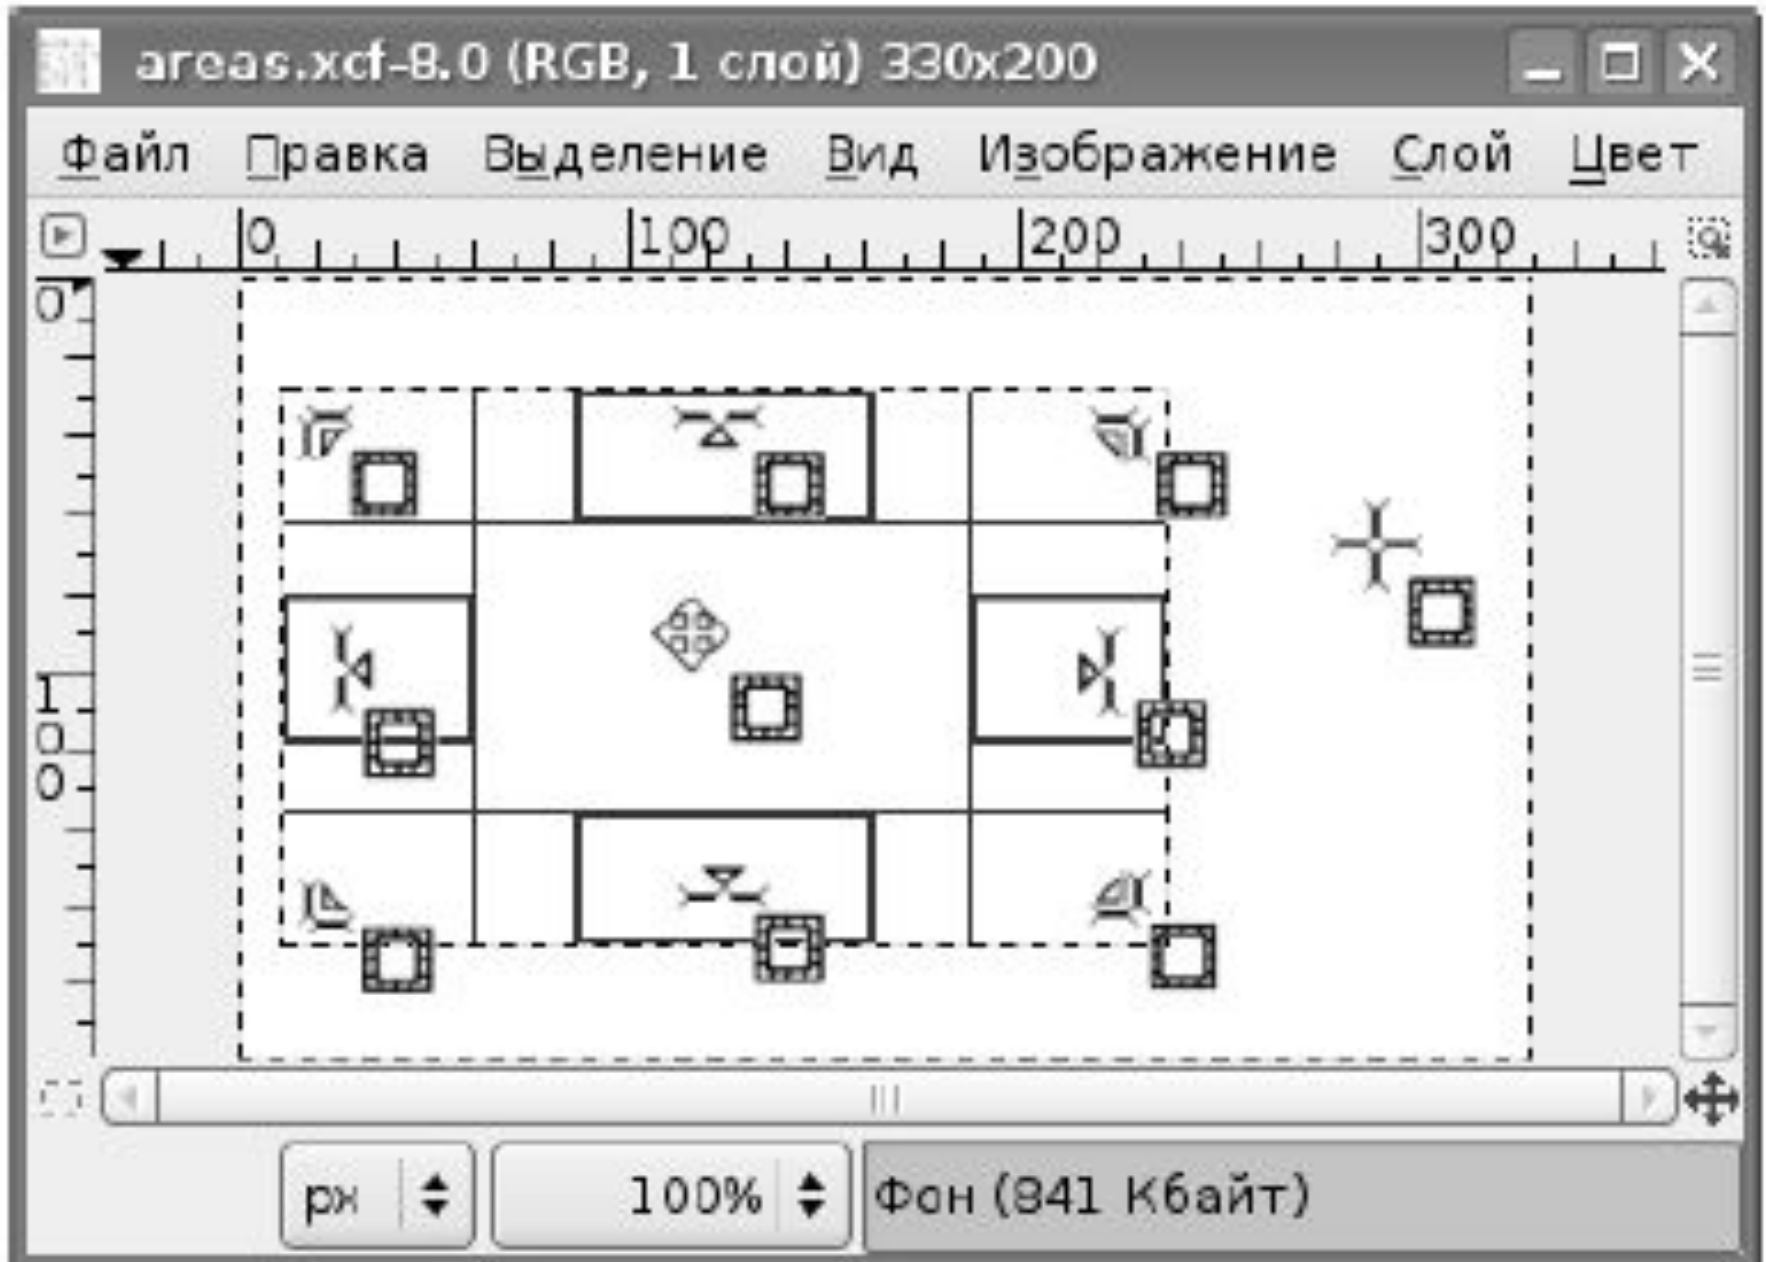 areas.xcf-8.0 (RGB, 1 слой) 330x200
Файл Правка Выделение Вид Изображение Слой Цвет
0 100 200 300
0
100
px 100% Фон (841 Кбайт)